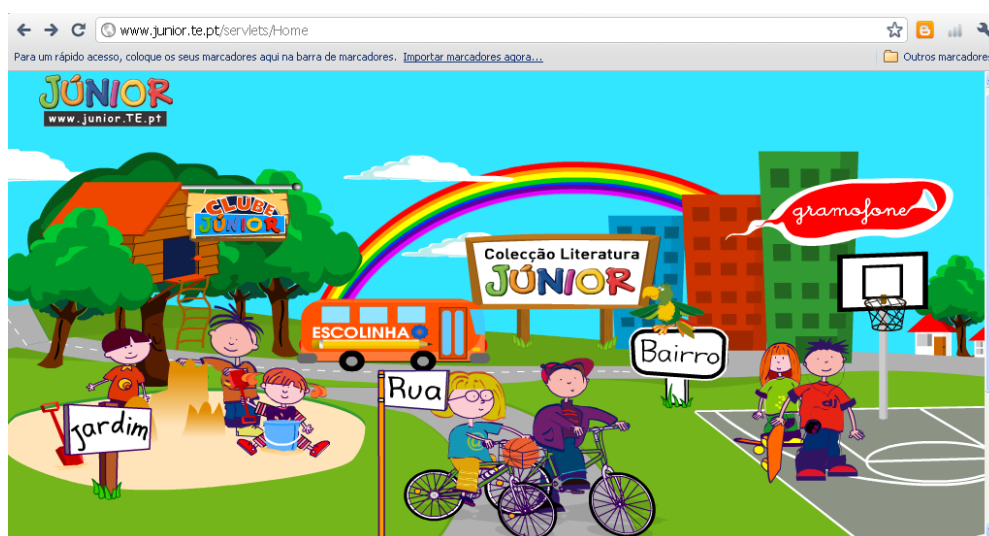 www.junior.te.pt/servlets/Home
Para um rápido acesso, coloque os seus marcadores aqui na barra de marcadores. Importar marcadores agora...
Outros marcadores
JÚNIOR
www.junior.TE.pt
CLUBE
JÚNIOR
gramofone
Colecção Literatura
JÚNIOR
ESCOLINHA
Bairro
Rua
Jardim